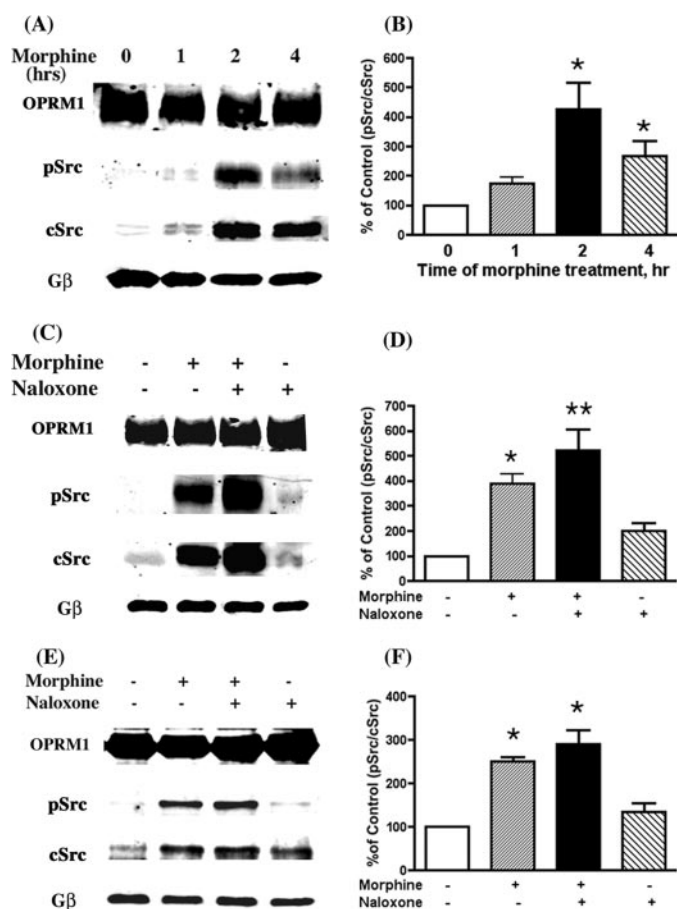 (A)
Morphine 0 1 2 4
(hrs)
OPRM1
pSrc
cSrc
Gβ
(B)
% of Control (pSrc/cSrc)
600
500
400
300
200
100
0
* *
0 1 2 4
Time of morphine treatment, hr
(C)
Morphine - + + -
Naloxone - - + +
OPRM1
pSrc
cSrc
Gβ
(D)
% of Control (pSrc/cSrc)
700
600
500
400
300
200
100
0
* **
Morphine - + + -
Naloxone - - + +
(E)
Morphine - + + -
Naloxone - - + +
OPRM1
pSrc
cSrc
Gβ
(F)
%of Control (pSrc/cSrc)
400
300
200
100
0
* *
Morphine - + + -
Naloxone - - + +